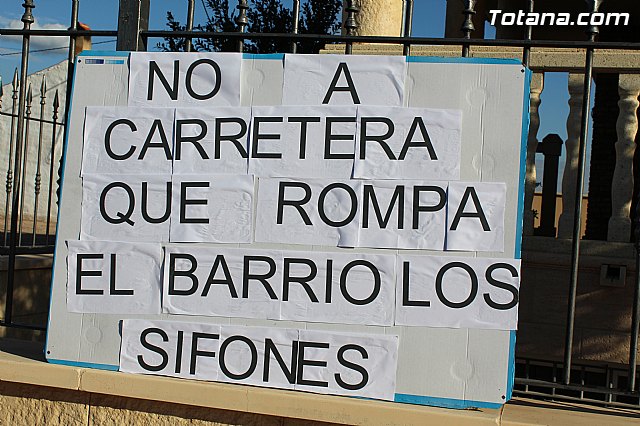 Totana.com
NO A
CARRETERA
QUE ROMPA
EL BARRIO LOS
SIFONES